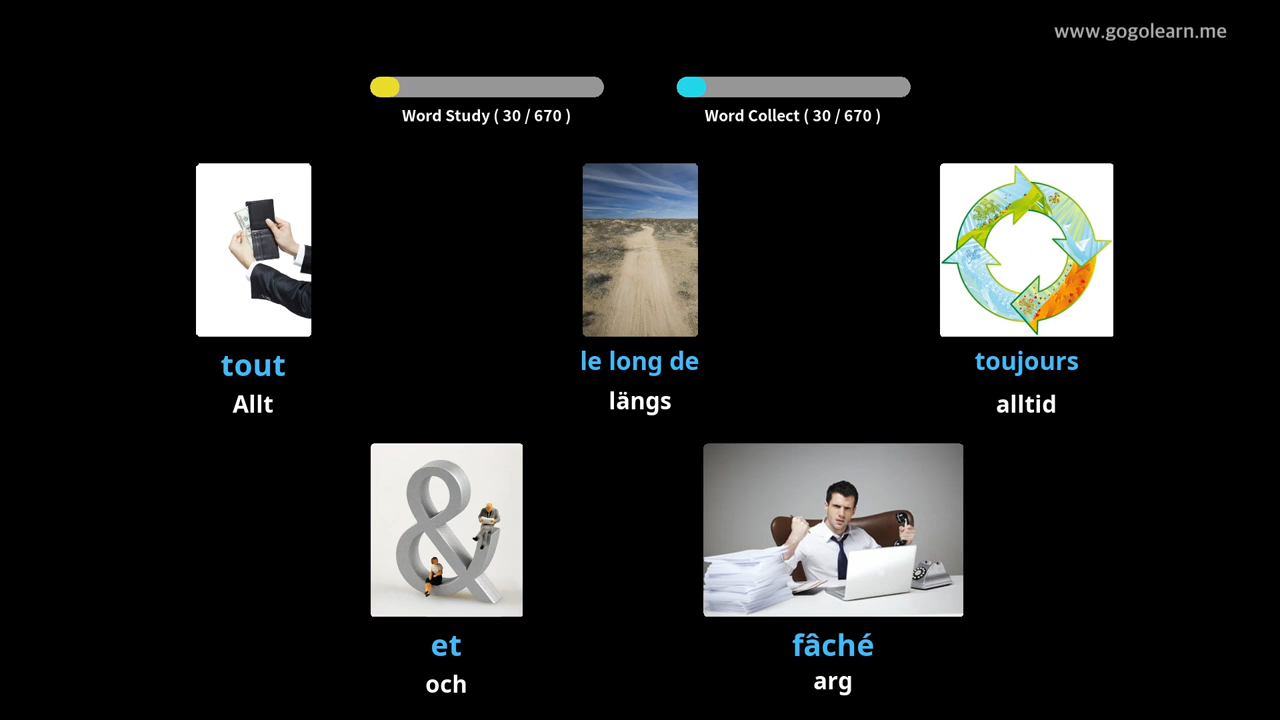 www.gogolearn.me
Word Study ( 30 / 670 )
Word Collect ( 30 / 670 )
tout
Allt
le long de
längs
toujours
alltid
et
och
fâché
arg